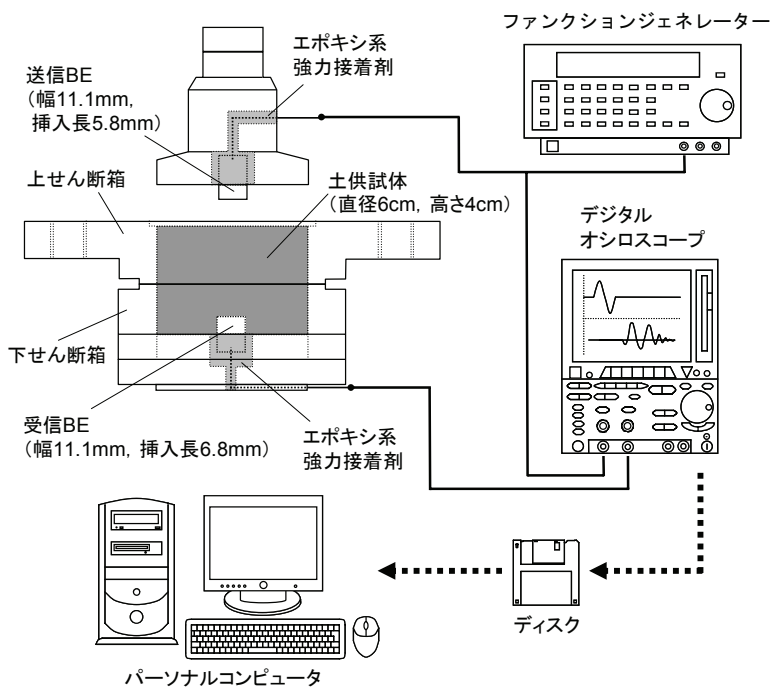 ファンクションジェネレーター
エポキシ系
強力接着剤
送信BE
（幅11.1mm,
挿入長5.8mm）
上せん断箱
土供試体
（直径6cm, 高さ4cm）
デジタル
オシロスコープ
下せん断箱
受信BE
（幅11.1mm, 挿入長6.8mm）
エポキシ系
強力接着剤
ディスク
パーソナルコンピュータ